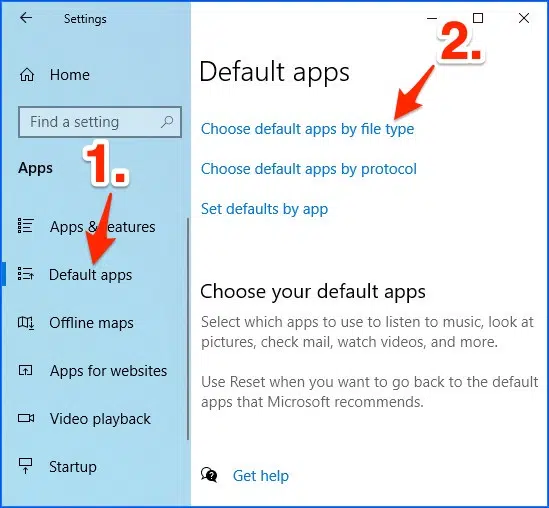 Settings
Home
Find a setting
Apps
1.
Apps & features
Default apps
Offline maps
Apps for websites
Video playback
Startup
2.
Default apps
Choose default apps by file type
Choose default apps by protocol
Set defaults by app
Choose your default apps
Select which apps to use to listen to music, look at
pictures, check mail, watch videos, and more.
Use Reset when you want to go back to the default
apps that Microsoft recommends.
Get help